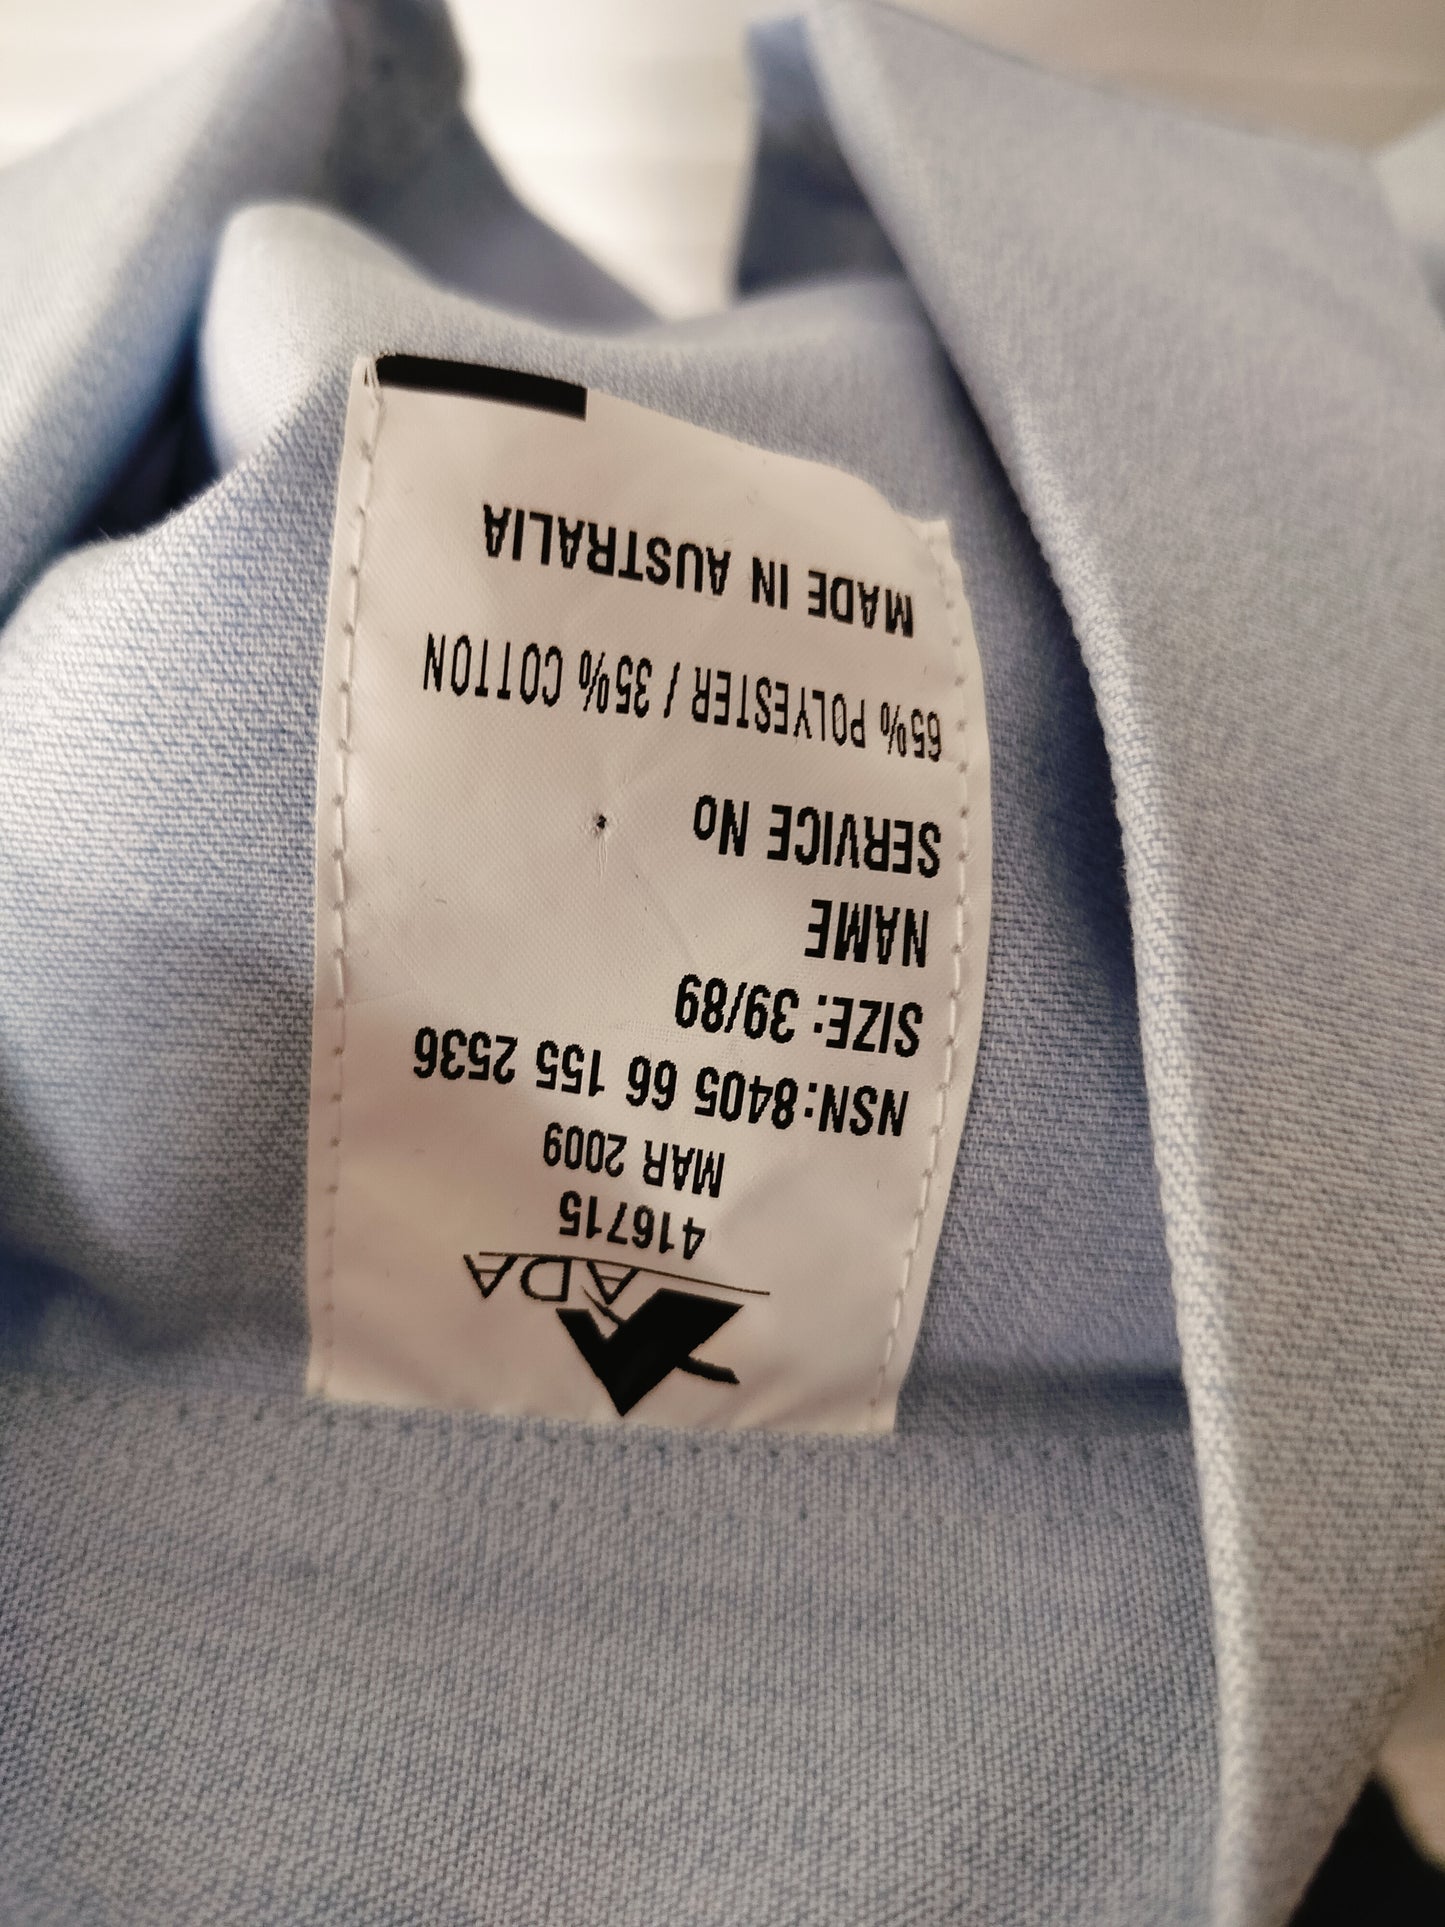 ADA
416715
MAR 2009
NSN:8405 66 155 2536
SIZE: 39/89
NAME
SERVICE No
65% POLYESTER / 35% COTTON
MADE IN AUSTRALIA